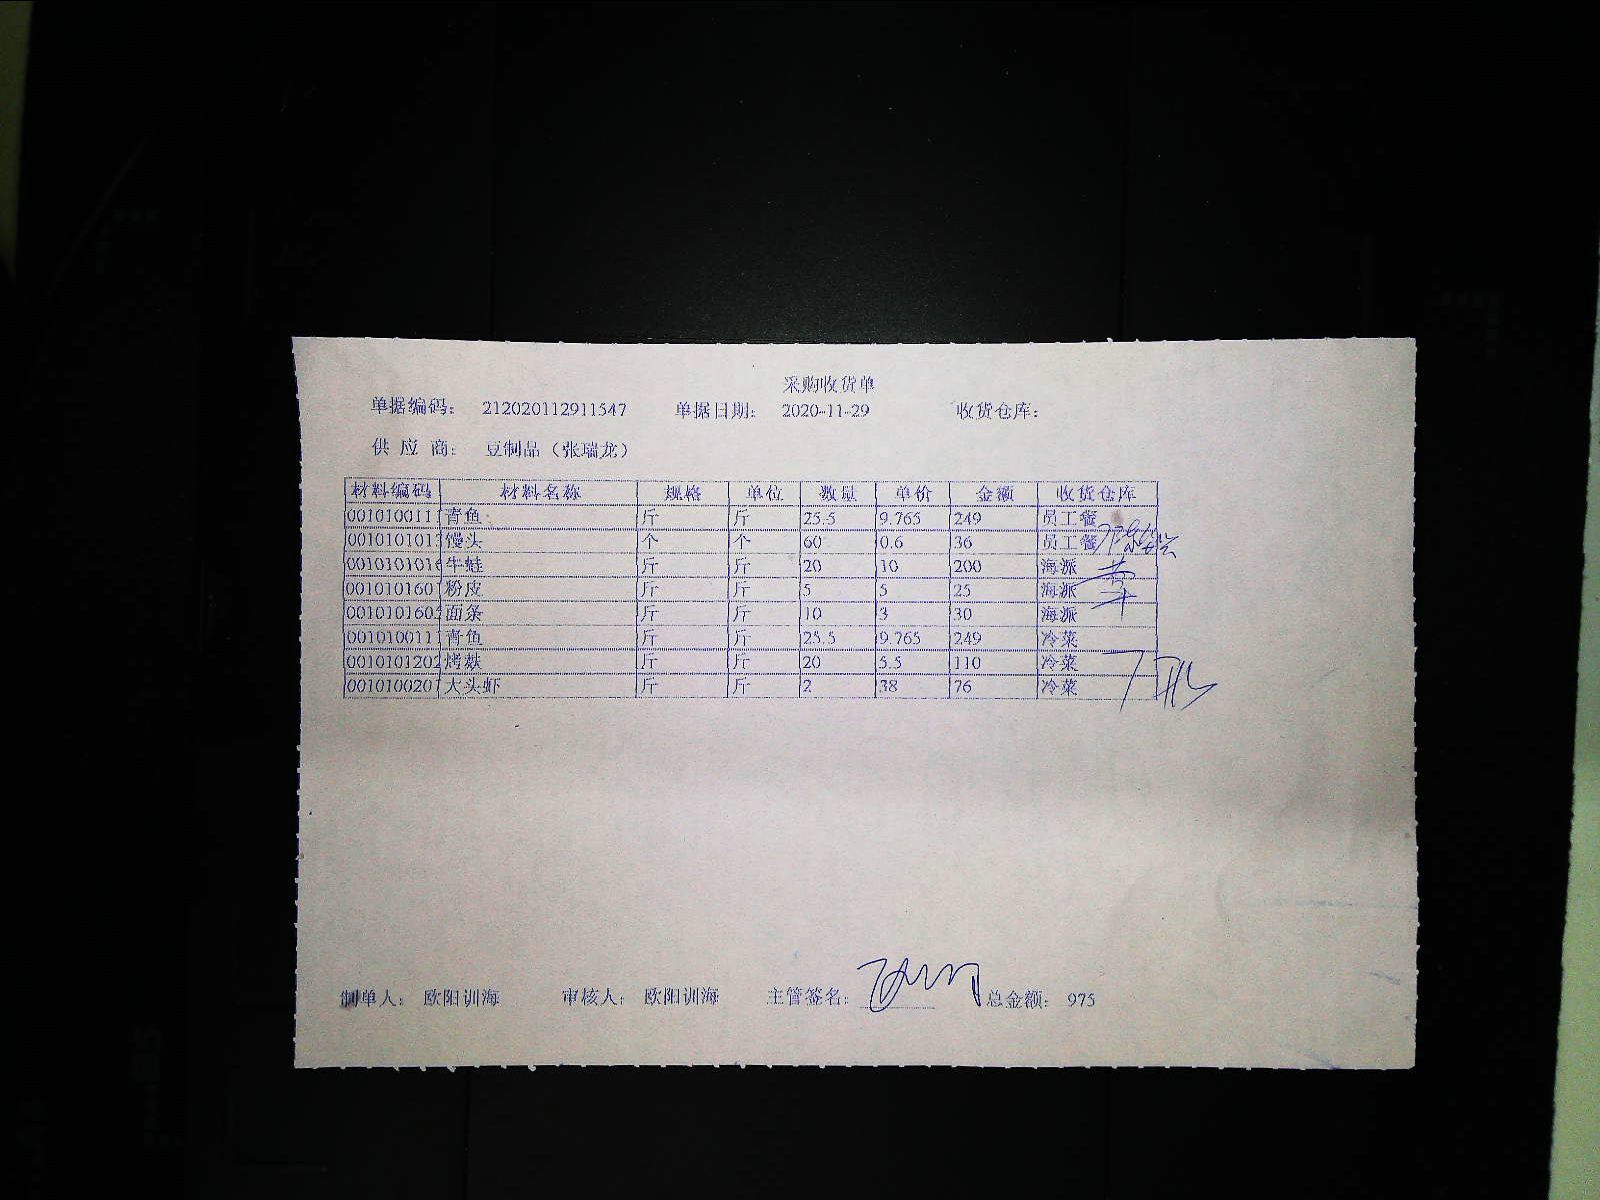 采购收货单
单据编码： 212020112911547 单据日期： 2020-11-29 收货仓库：
供 应 商： 豆制品（张瑞龙）
材料编码 材料名称 规格 单位 数量 单价 金额 收货仓库
001010011 青鱼 斤 斤 25.5 9.765 249 员工餐
001010101 馒头 个 个 60 0.6 36 员工餐
001010101 牛蛙 斤 斤 20 10 200 海派
001010160 粉皮 斤 斤 5 5 25 海派
001010160 面条 斤 斤 10 3 30 海派
001010011 青鱼 斤 斤 25.5 9.765 249 冷菜
001010120 烤麸 斤 斤 20 5.5 110 冷菜
001010020 大头虾 斤 斤 2 38 76 冷菜
制单人： 欧阳训海 审核人： 欧阳训海 主管签名： 总金额： 975